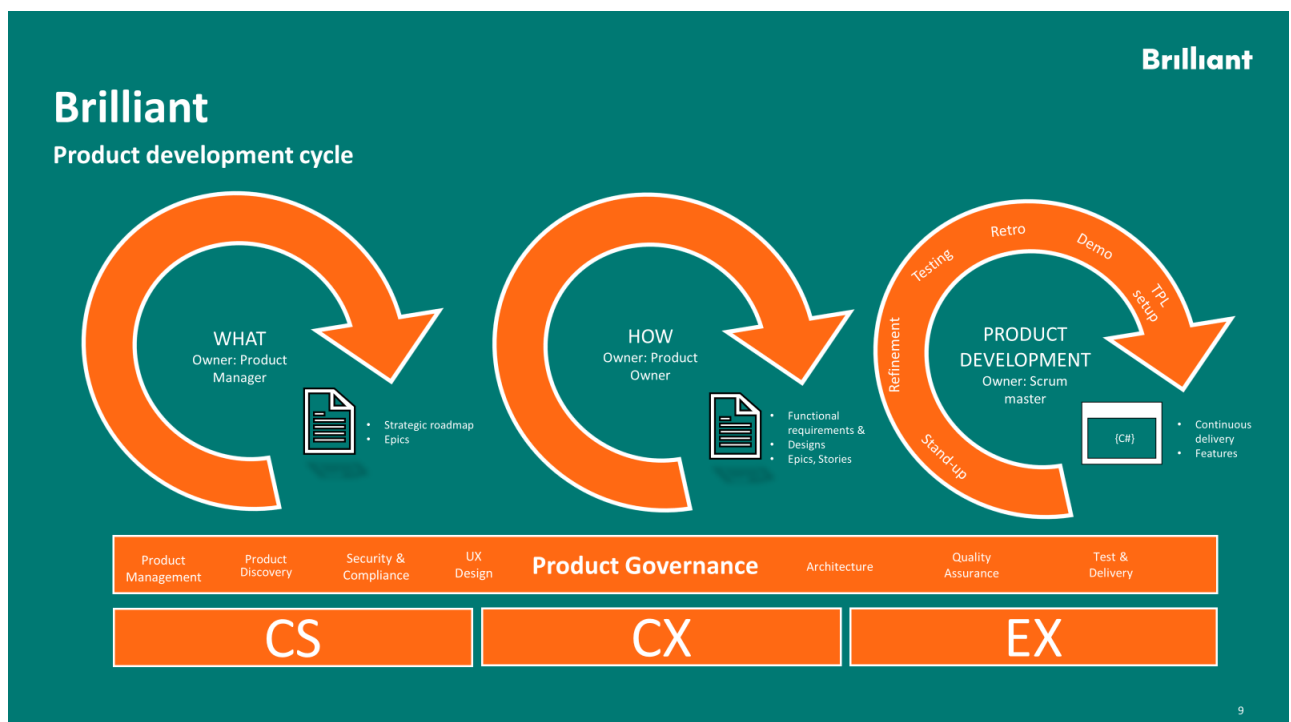 Brilliant
Brilliant
Product development cycle
WHAT
Owner: Product
Manager
• Strategic roadmap
• Epics
HOW
Owner: Product
Owner
• Functional
requirements &
• Designs
• Epics, Stories
Stand-up
Refinement
Testing
Retro
Demo
TPL
setup
PRODUCT
DEVELOPMENT
Owner: Scrum
master
{C#}
• Continuous
delivery
• Features
Product
Management
Product
Discovery
Security &
Compliance
UX
Design
Product Governance
Architecture
Quality
Assurance
Test &
Delivery
CS
CX
EX
9